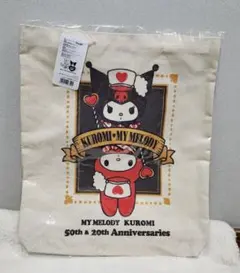 KUROMI • MY MELODY
MY MELODY KUROMI
50th & 20th Anniversaries